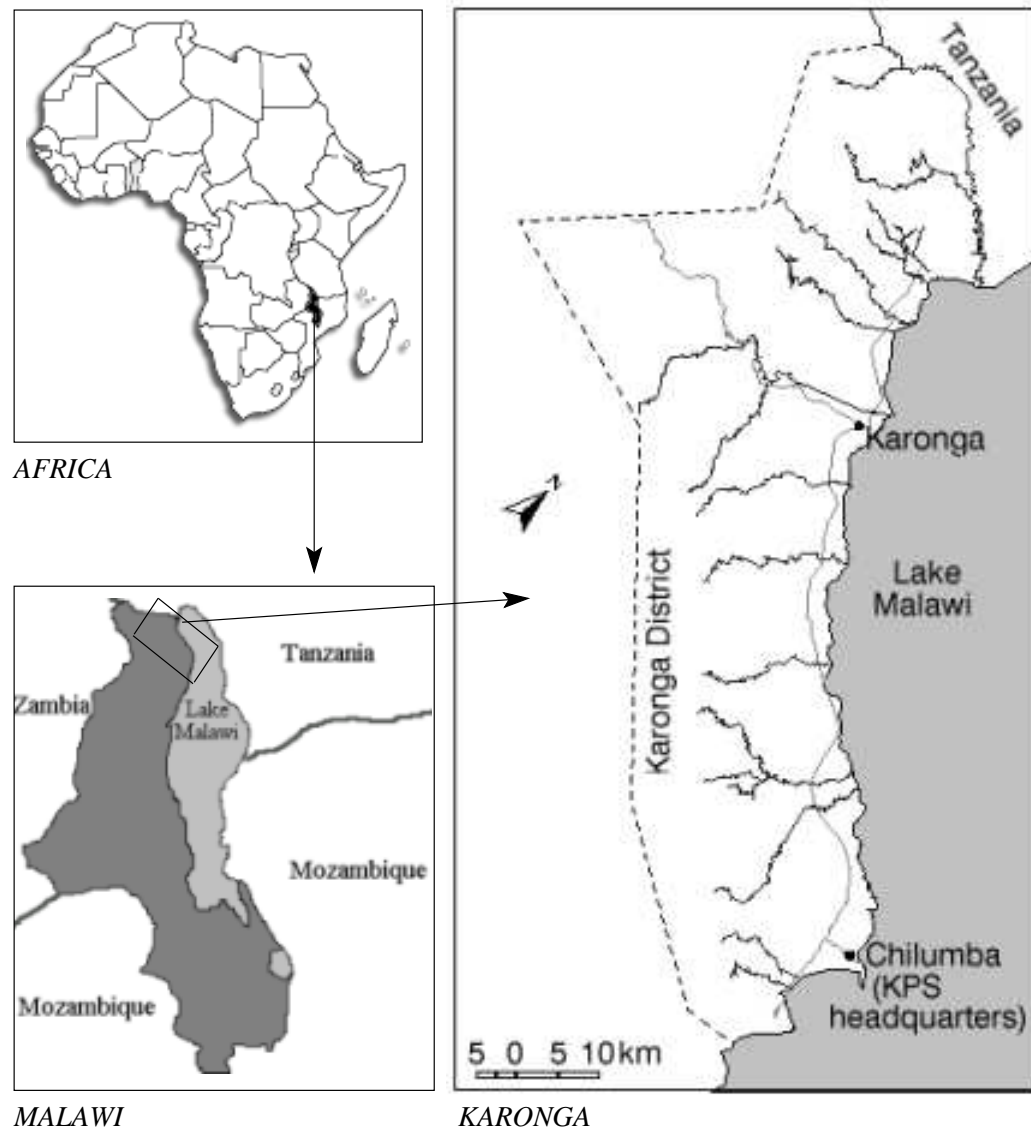 AFRICA
Tanzania
Zambia
Lake
Malawi
Mozambique
Mozambique
MALAWI
Tanzania
N
Karonga
Karonga District
Lake
Malawi
Chilumba
(KPS
headquarters)
5 0 5 10km
KARONGA